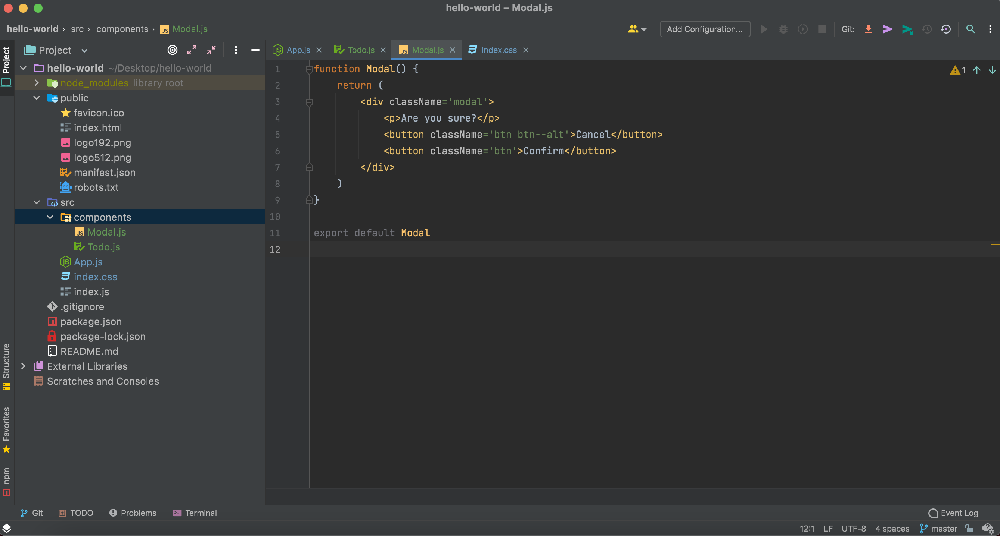 hello-world – Modal.js
hello-world › src › components › Modal.js
Add Configuration...
Git:
Project
Project
hello-world ~/Desktop/hello-world
node_modules library root
public
favicon.ico
index.html
logo192.png
logo512.png
manifest.json
robots.txt
src
components
Modal.js
Todo.js
App.js
index.css
index.js
.gitignore
package.json
package-lock.json
README.md
External Libraries
Scratches and Consoles
Structure
Favorites
npm
App.js
Todo.js
Modal.js
index.css
1 function Modal() {
2 return (
3 <div className='modal'>
4 <p>Are you sure?</p>
5 <button className='btn btn--alt'>Cancel</button>
6 <button className='btn'>Confirm</button>
7 </div>
8 )
9 }
10
11 export default Modal
12
1
Git
TODO
Problems
Terminal
Event Log
12:1 LF UTF-8 4 spaces master